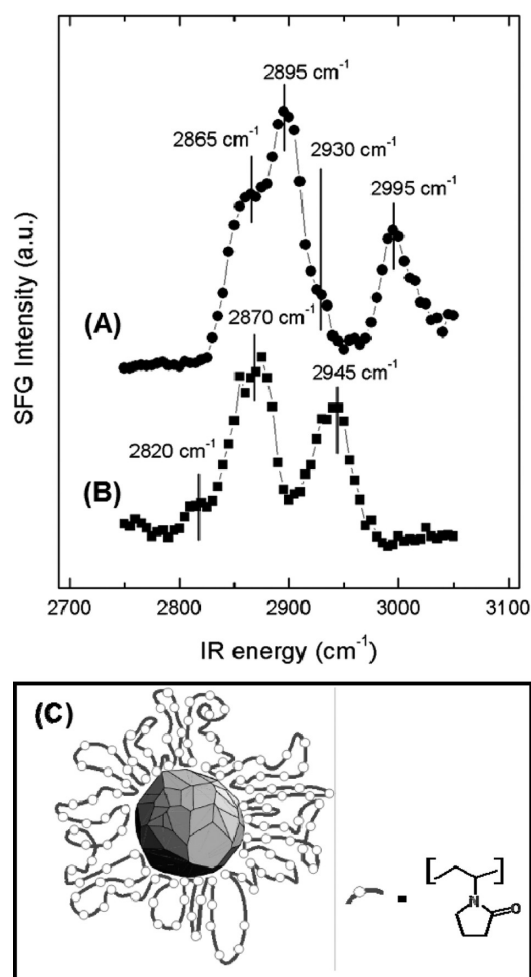 2895 cm⁻¹
2865 cm⁻¹
2930 cm⁻¹
2995 cm⁻¹
SFG Intensity (a.u.)
(A)
2870 cm⁻¹
2945 cm⁻¹
2820 cm⁻¹
(B)
2700 2800 2900 3000 3100
IR energy (cm⁻¹)
(C)
N
O